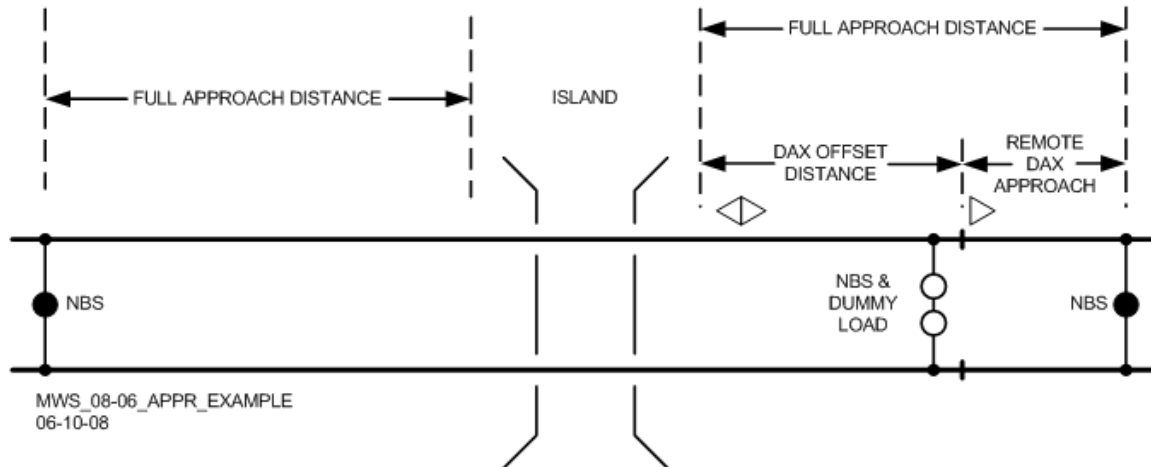 FULL APPROACH DISTANCE
FULL APPROACH DISTANCE
ISLAND
DAX OFFSET
DISTANCE
REMOTE
DAX
APPROACH
NBS
NBS &
DUMMY
LOAD
NBS
MWS_08-06_APPR_EXAMPLE
06-10-08